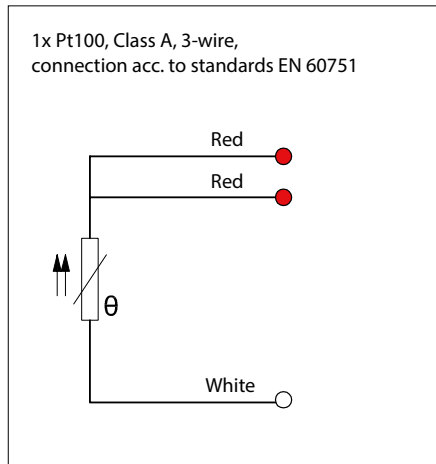 1x Pt100, Class A, 3-wire,
connection acc. to standards EN 60751
Red
Red
θ
White